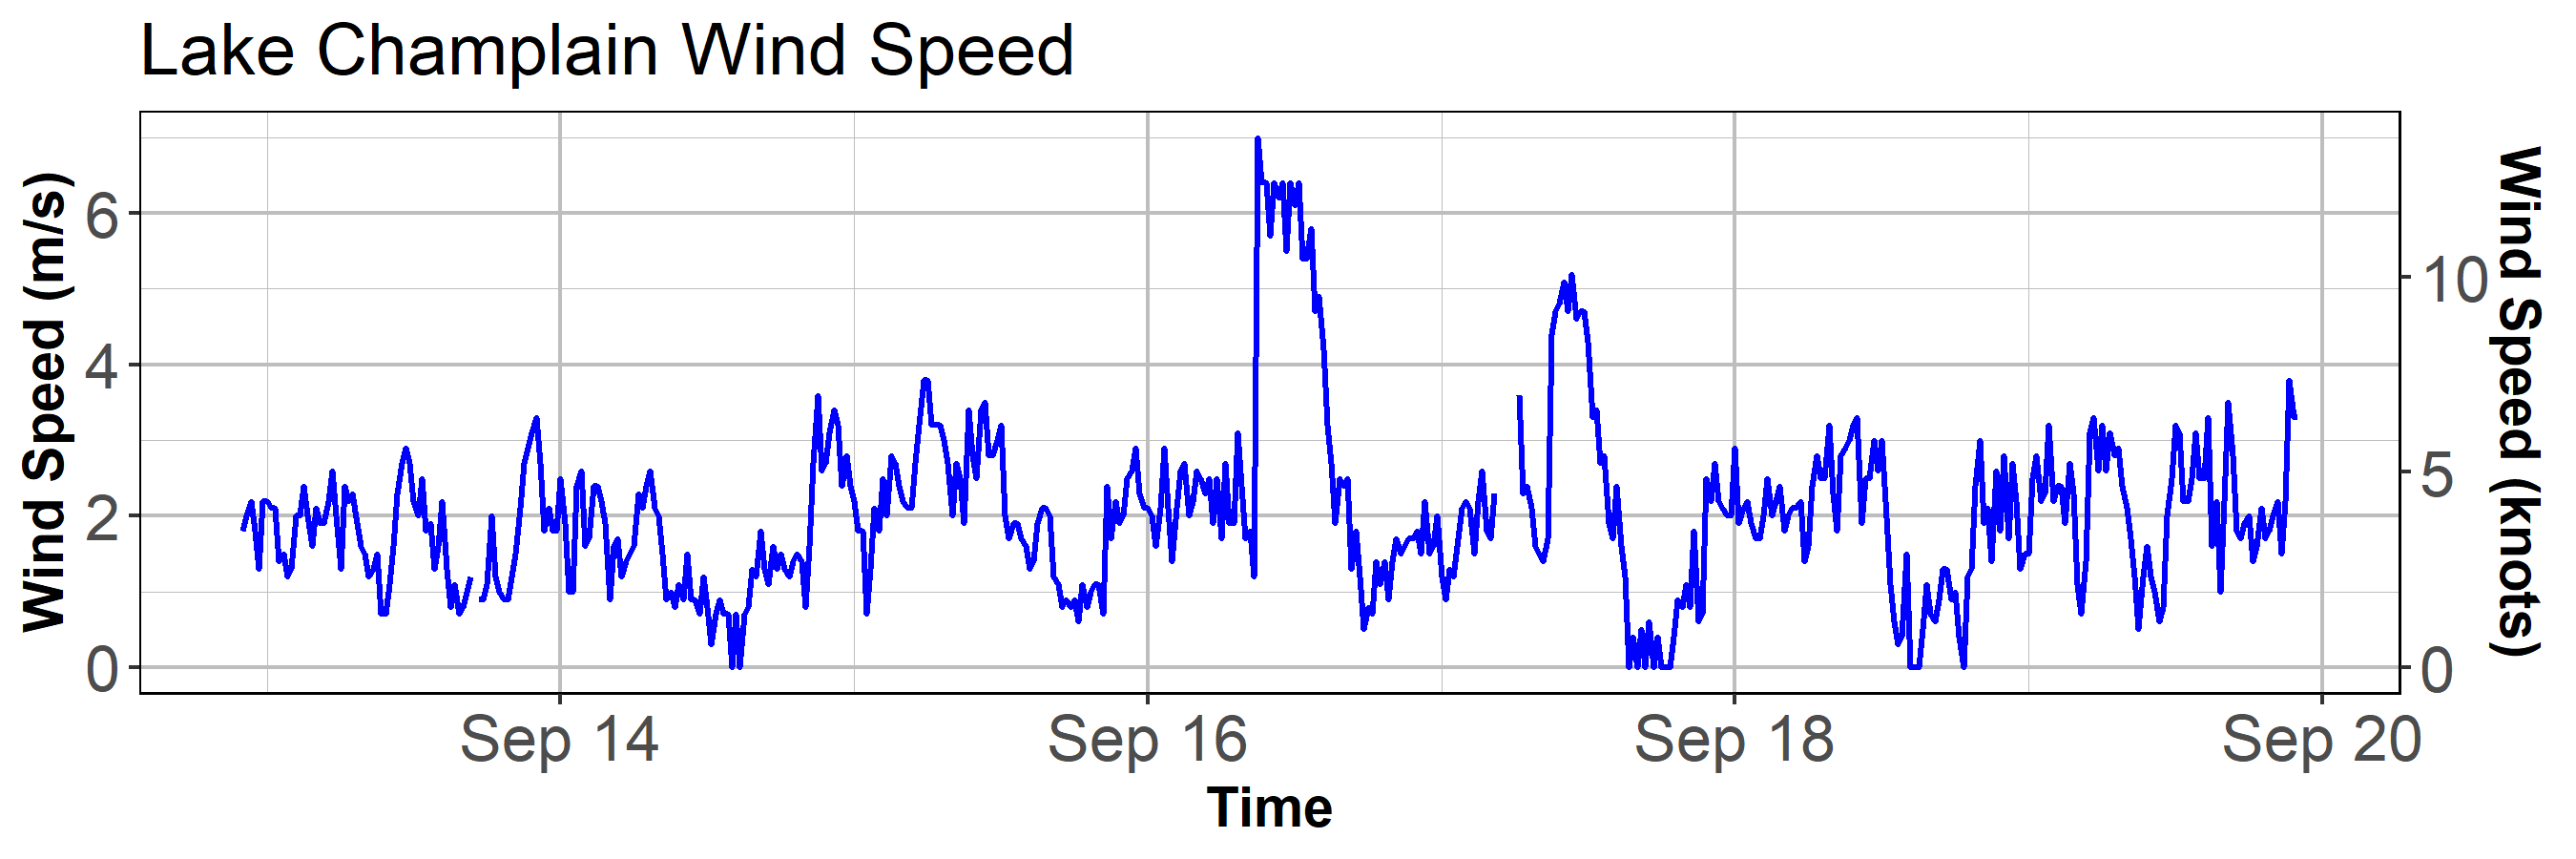 Lake Champlain Wind Speed
Wind Speed (m/s)
6
4
2
0
10
5
0
Wind Speed (knots)
Sep 14
Sep 16
Sep 18
Sep 20
Time